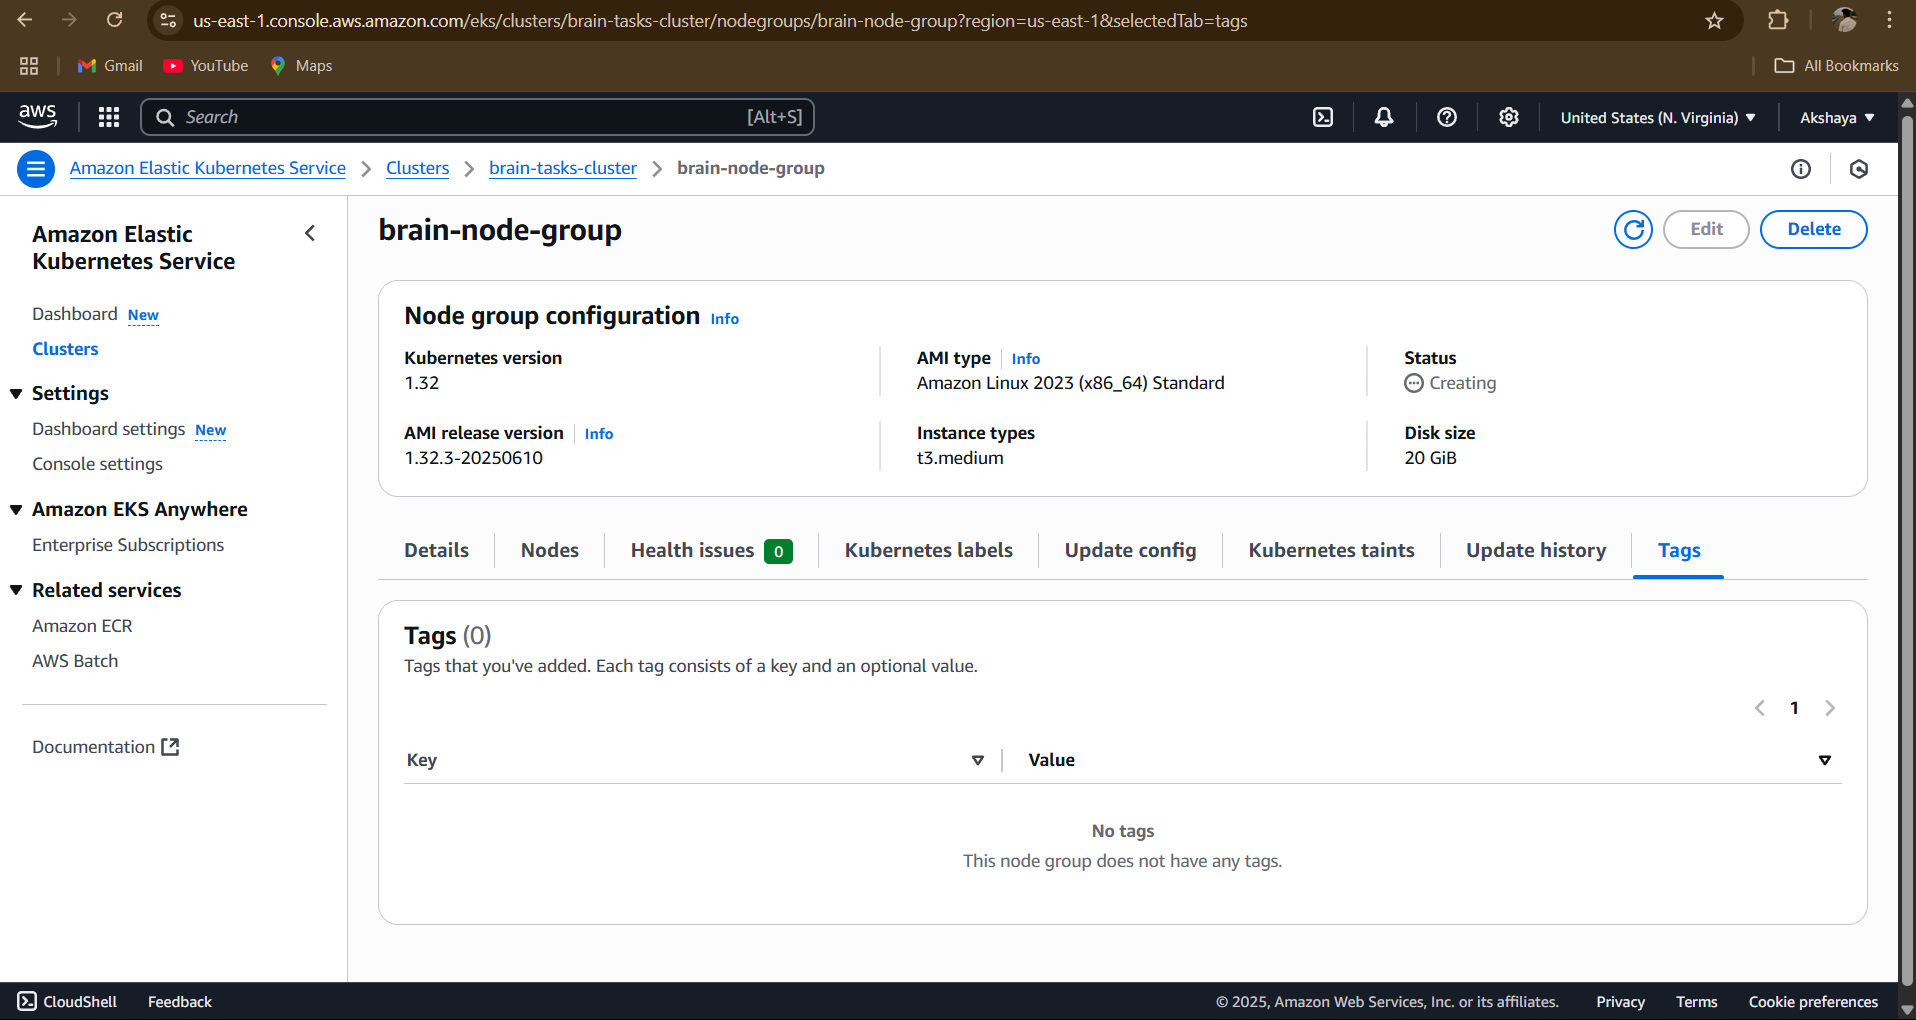 us-east-1.console.aws.amazon.com/eks/clusters/brain-tasks-cluster/nodegroups/brain-node-group?region=us-east-1&selectedTab=tags
Gmail
YouTube
Maps
All Bookmarks
aws
Search
[Alt+S]
United States (N. Virginia)
Akshaya
Amazon Elastic Kubernetes Service
Clusters
brain-tasks-cluster
brain-node-group
Amazon Elastic
Kubernetes Service
Dashboard New
Clusters
Settings
Dashboard settings New
Console settings
Amazon EKS Anywhere
Enterprise Subscriptions
Related services
Amazon ECR
AWS Batch
Documentation
brain-node-group
Edit
Delete
Node group configuration Info
Kubernetes version
1.32
AMI type Info
Amazon Linux 2023 (x86_64) Standard
Status
Creating
AMI release version Info
1.32.3-20250610
Instance types
t3.medium
Disk size
20 GiB
Details
Nodes
Health issues 0
Kubernetes labels
Update config
Kubernetes taints
Update history
Tags
Tags (0)
Tags that you've added. Each tag consists of a key and an optional value.
1
Key
Value
No tags
This node group does not have any tags.
CloudShell
Feedback
© 2025, Amazon Web Services, Inc. or its affiliates.
Privacy
Terms
Cookie preferences